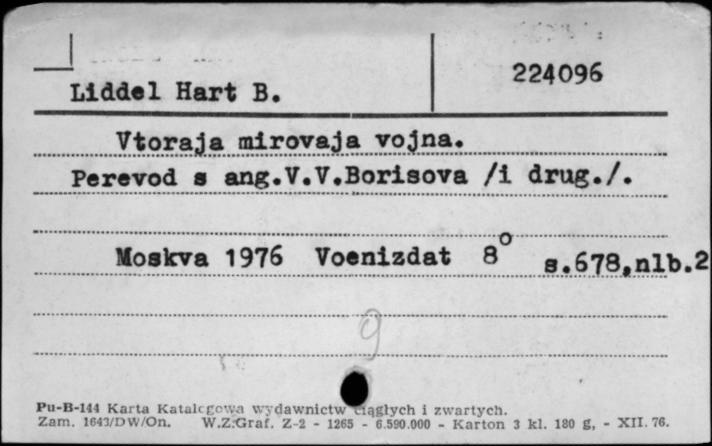 224096
Liddel Hart B.
Vtoraja mirovaja vojna.
Perevod s ang.V.V.Borisova /i drug./.
Moskva 1976 Voenizdat 8° s.678,nlb.2
9
Pu-B-144 Karta Katalogowa wydawnictw ciągłych i zwartych.
Zam. 1643/DW/On. W.Z.Graf. Z-2 - 1265 - 6.590.000 - Karton 3 kl. 180 g, - XII. 76.